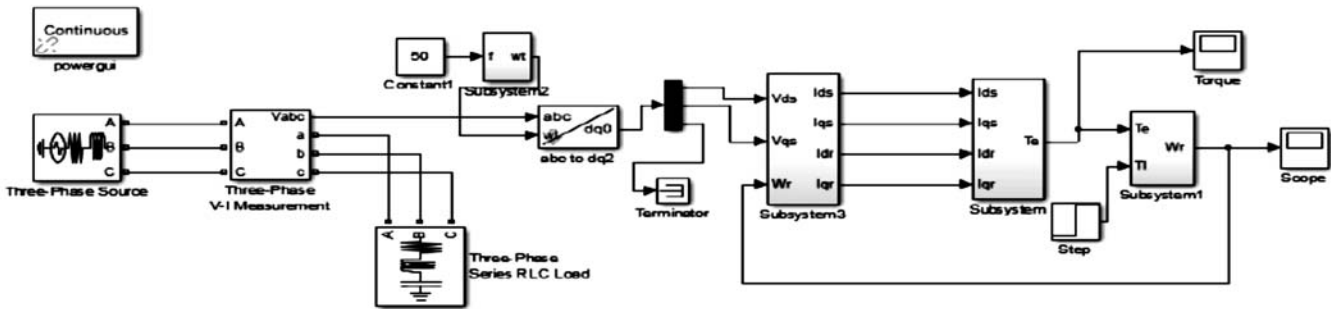 Continuous
powergui
A
B
C
Three-Phase Source
A
B
C
Vabc
a
b
c
Three-Phase
V-I Measurement
A
B
C
Three-Phase
Series RLC Load
50
Constant1
f
wt
Subsystem2
abc
wt
dq0
abc to dq2
Terminator
Vds
Vqs
Wr
Ids
Iqs
Idr
Iqr
Subsystem3
Ids
Iqs
Idr
Iqr
Te
Subsystem
Torque
Te
Tl
Wr
Subsystem1
Step
Scope